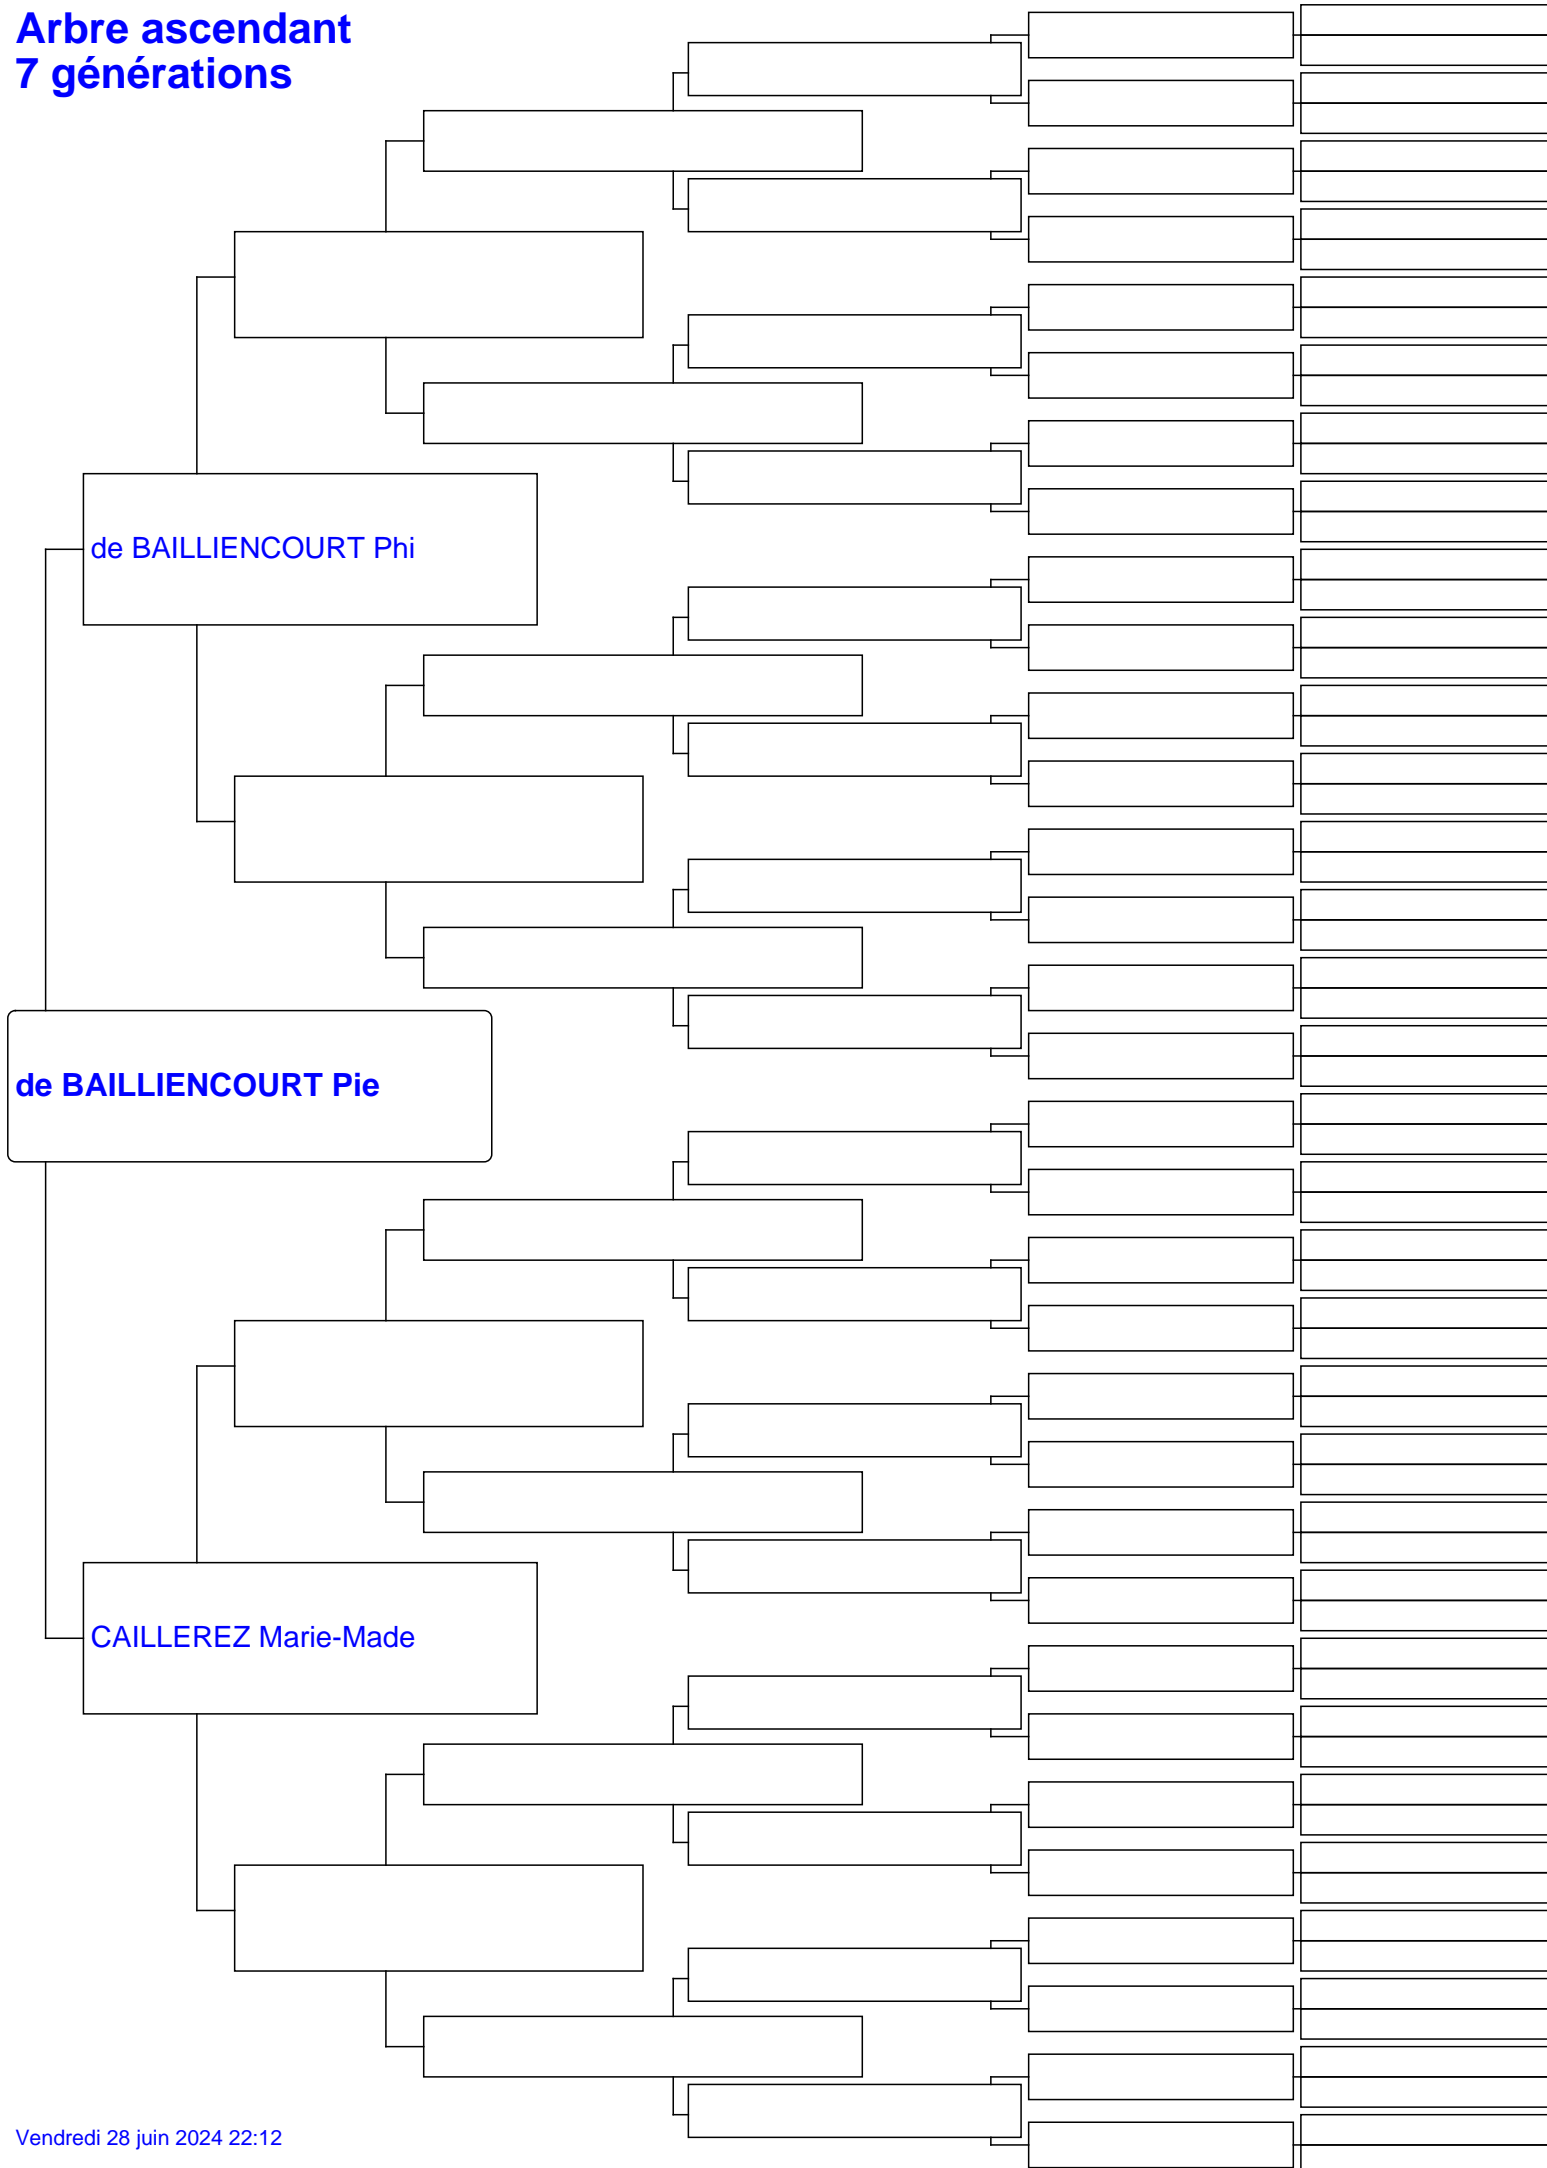 Arbre ascendant
7 générations
de BAILLIENCOURT Phi
de BAILLIENCOURT Pie
CAILLEREZ Marie-Made
Vendredi 28 juin 2024 22:12